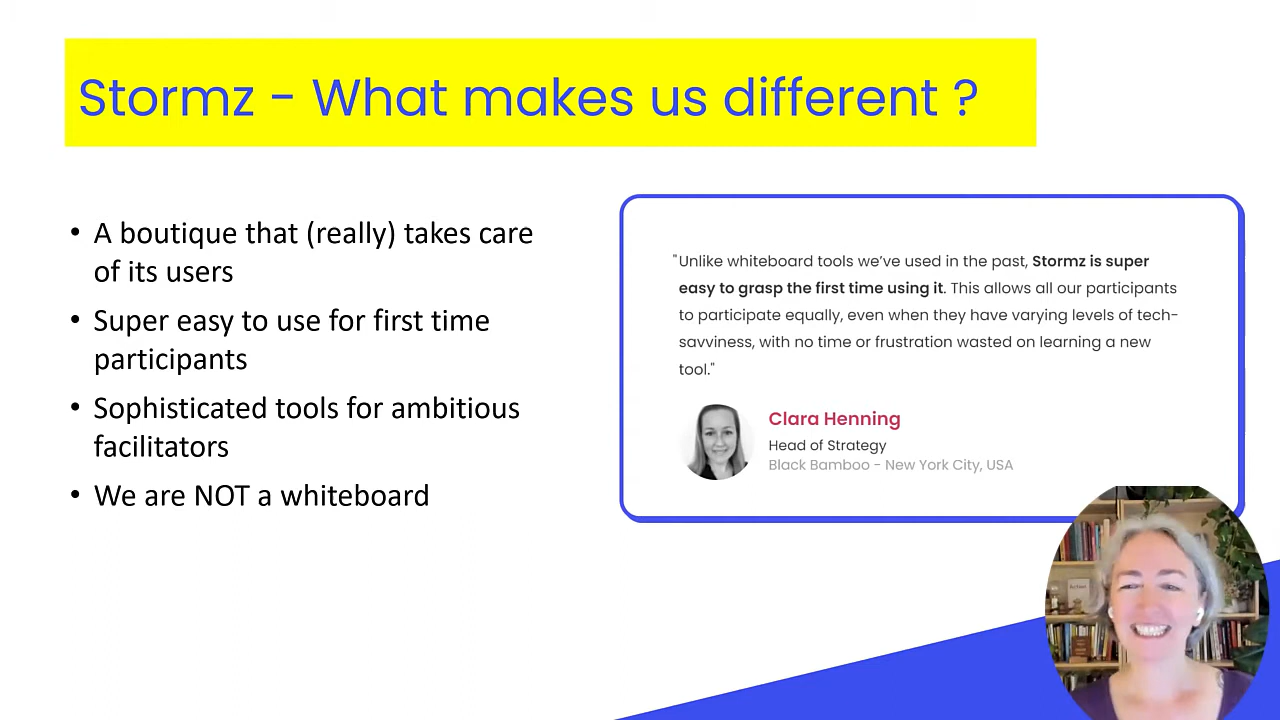 Stormz - What makes us different ?
• A boutique that (really) takes care
of its users
• Super easy to use for first time
participants
• Sophisticated tools for ambitious
facilitators
• We are NOT a whiteboard
"Unlike whiteboard tools we’ve used in the past, Stormz is super
easy to grasp the first time using it. This allows all our participants
to participate equally, even when they have varying levels of tech-
savviness, with no time or frustration wasted on learning a new
tool."
Clara Henning
Head of Strategy
Black Bamboo - New York City, USA